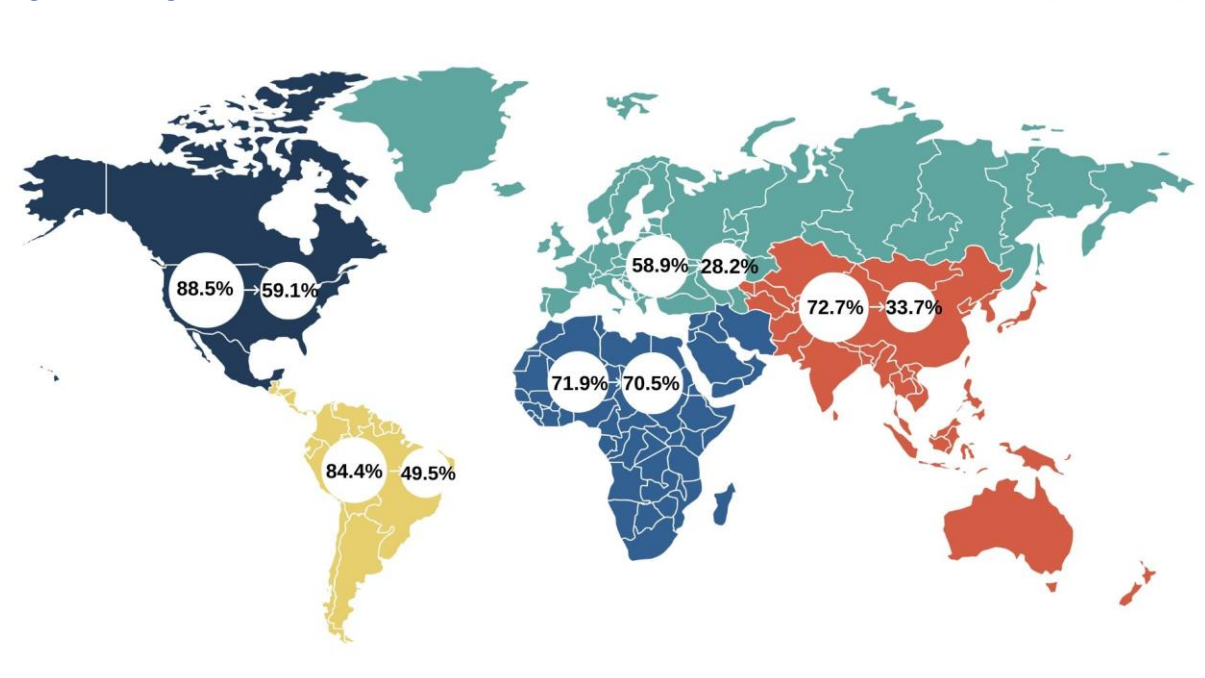 58.9% → 28.2%
88.5% → 59.1%
72.7% → 33.7%
71.9% → 70.5%
84.4% → 49.5%